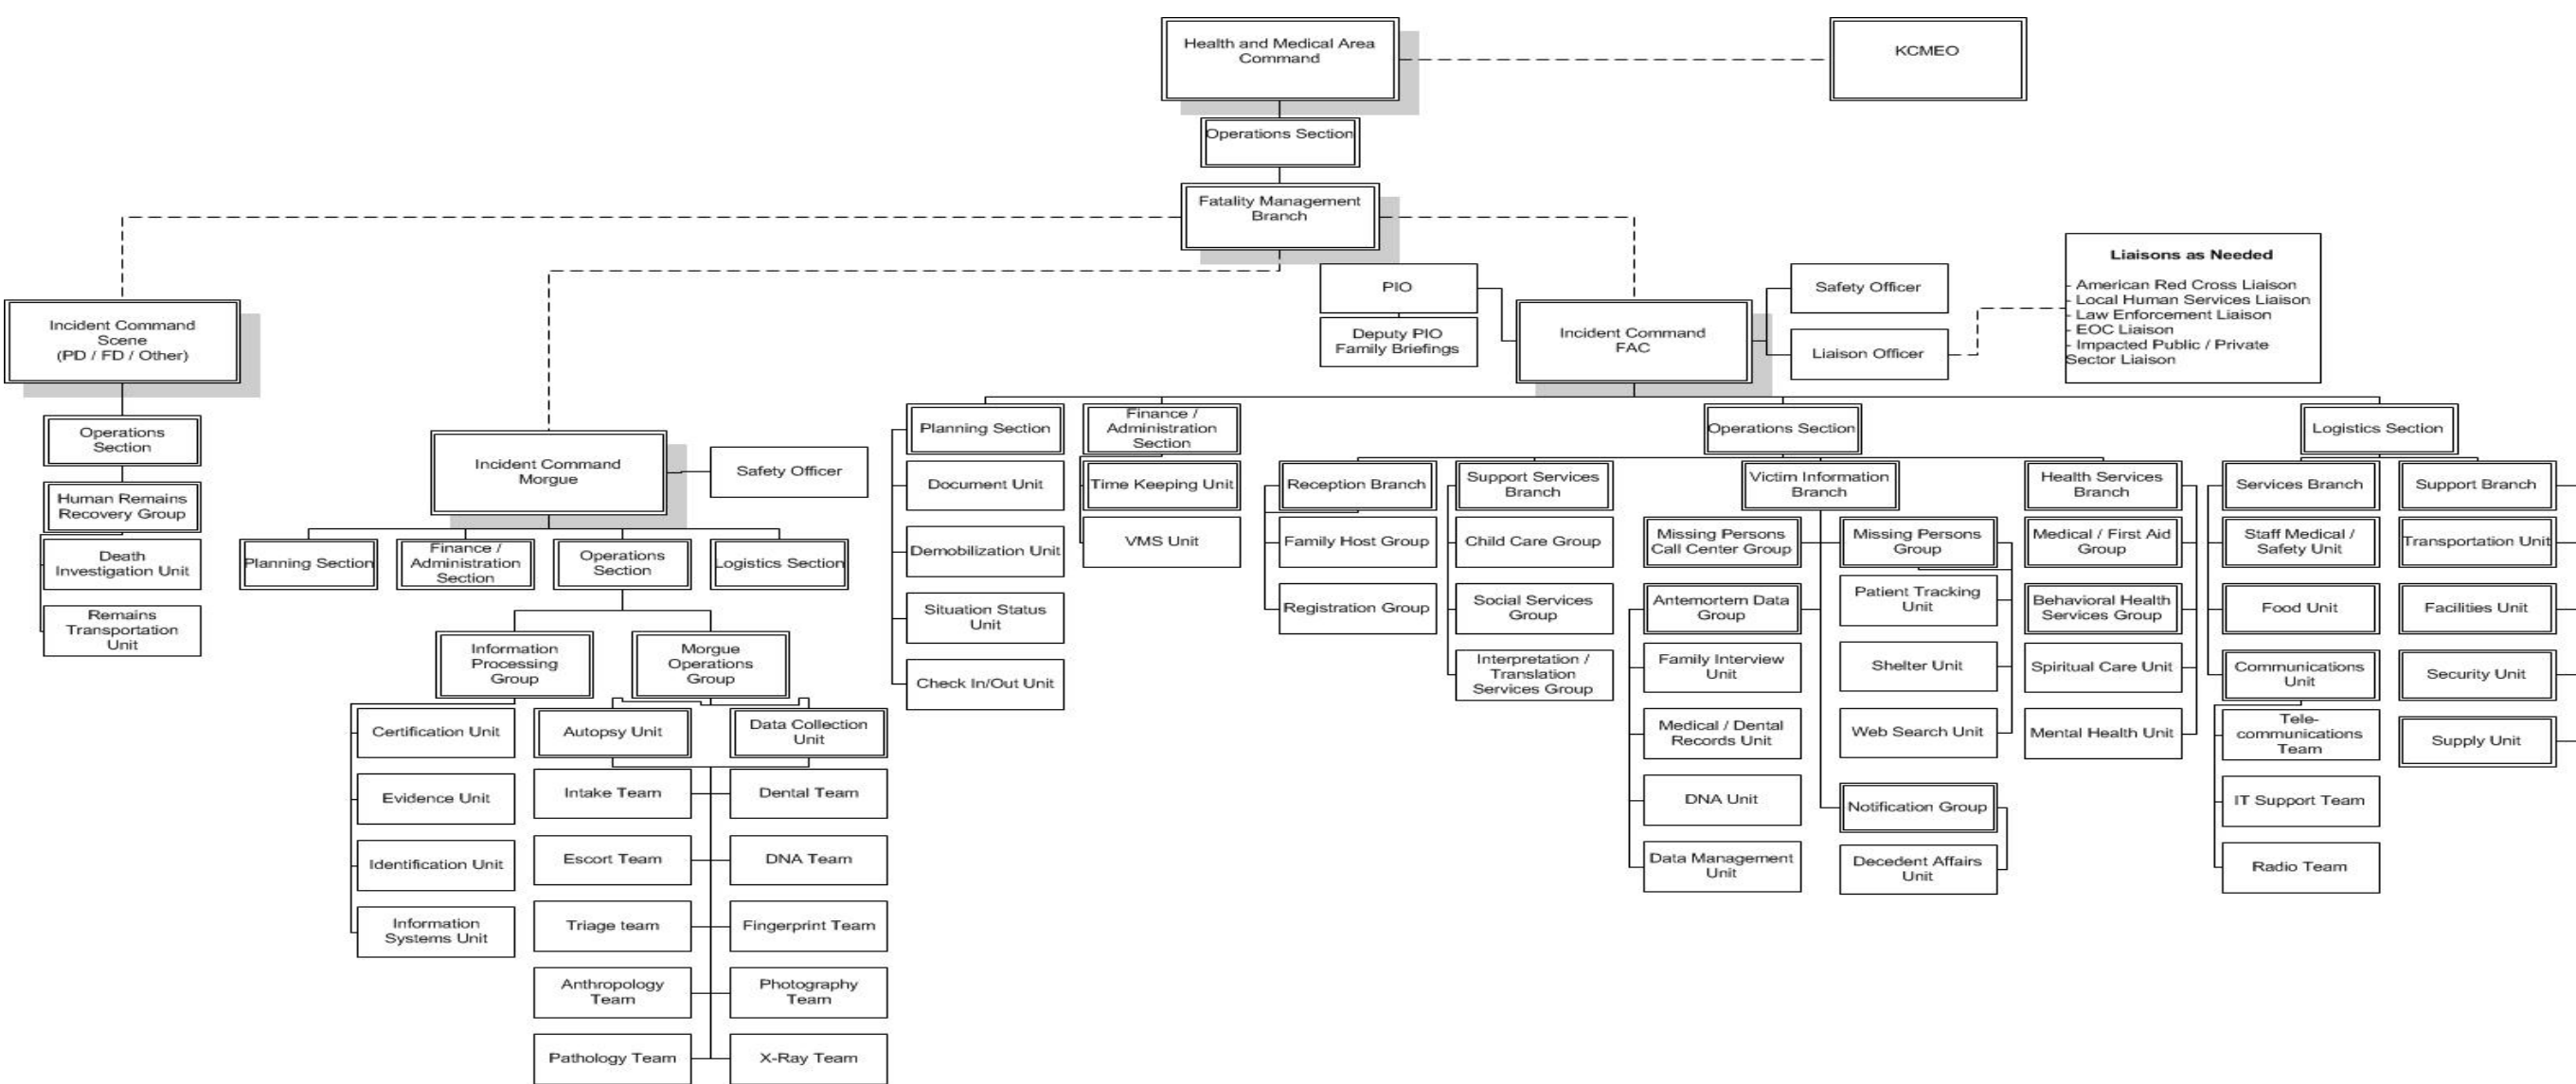 Health and Medical Area
Command
KCMEO
Operations Section
Fatality Management
Branch
Liaisons as Needed
- American Red Cross Liaison
- Local Human Services Liaison
- Law Enforcement Liaison
- EOC Liaison
- Impacted Public / Private
Sector Liaison
PIO
Deputy PIO
Family Briefings
Incident Command
FAC
Safety Officer
Liaison Officer
Incident Command
Scene
(PD / FD / Other)
Operations
Section
Human Remains
Recovery Group
Death
Investigation Unit
Remains
Transportation
Unit
Incident Command
Morgue
Safety Officer
Planning Section
Finance /
Administration
Section
Operations
Section
Logistics Section
Information
Processing
Group
Morgue
Operations
Group
Certification Unit
Evidence Unit
Identification Unit
Information
Systems Unit
Autopsy Unit
Data Collection
Unit
Intake Team
Dental Team
Escort Team
DNA Team
Triage team
Fingerprint Team
Anthropology
Team
Photography
Team
Pathology Team
X-Ray Team
Planning Section
Document Unit
Demobilization Unit
Situation Status
Unit
Check In/Out Unit
Finance /
Administration
Section
Time Keeping Unit
VMS Unit
Operations Section
Reception Branch
Family Host Group
Registration Group
Support Services
Branch
Child Care Group
Social Services
Group
Interpretation /
Translation
Services Group
Victim Information
Branch
Missing Persons
Call Center Group
Antemortem Data
Group
Family Interview
Unit
Medical / Dental
Records Unit
DNA Unit
Data Management
Unit
Missing Persons
Group
Patient Tracking
Unit
Shelter Unit
Web Search Unit
Notification Group
Decedent Affairs
Unit
Health Services
Branch
Medical / First Aid
Group
Behavioral Health
Services Group
Spiritual Care Unit
Mental Health Unit
Logistics Section
Services Branch
Staff Medical /
Safety Unit
Food Unit
Communications
Unit
Tele-
communications
Team
IT Support Team
Radio Team
Support Branch
Transportation Unit
Facilities Unit
Security Unit
Supply Unit